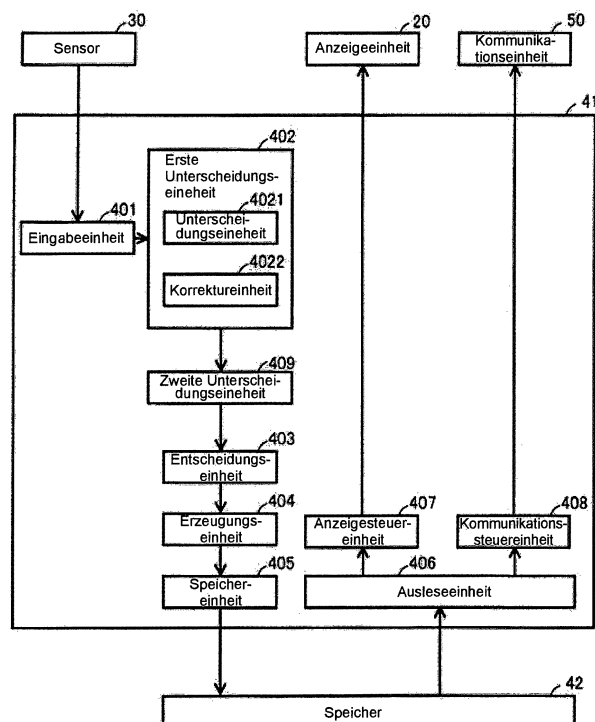 30
Sensor
20
Anzeigeeinheit
50
Kommunika-
tionseinheit
41
402
Erste
Unterscheidungs-
eineheit
4021
Unterschei-
dungseineheit
401
Eingabeeinheit
4022
Korrektureinheit
409
Zweite Unterschei-
dungseineheit
403
Entscheidungs-
einheit
404
Erzeugungs-
einheit
407
Anzeigesteuer-
einheit
408
Kommunikations-
steuereinheit
405
Speicher-
einheit
406
Ausleseeinheit
42
Speicher